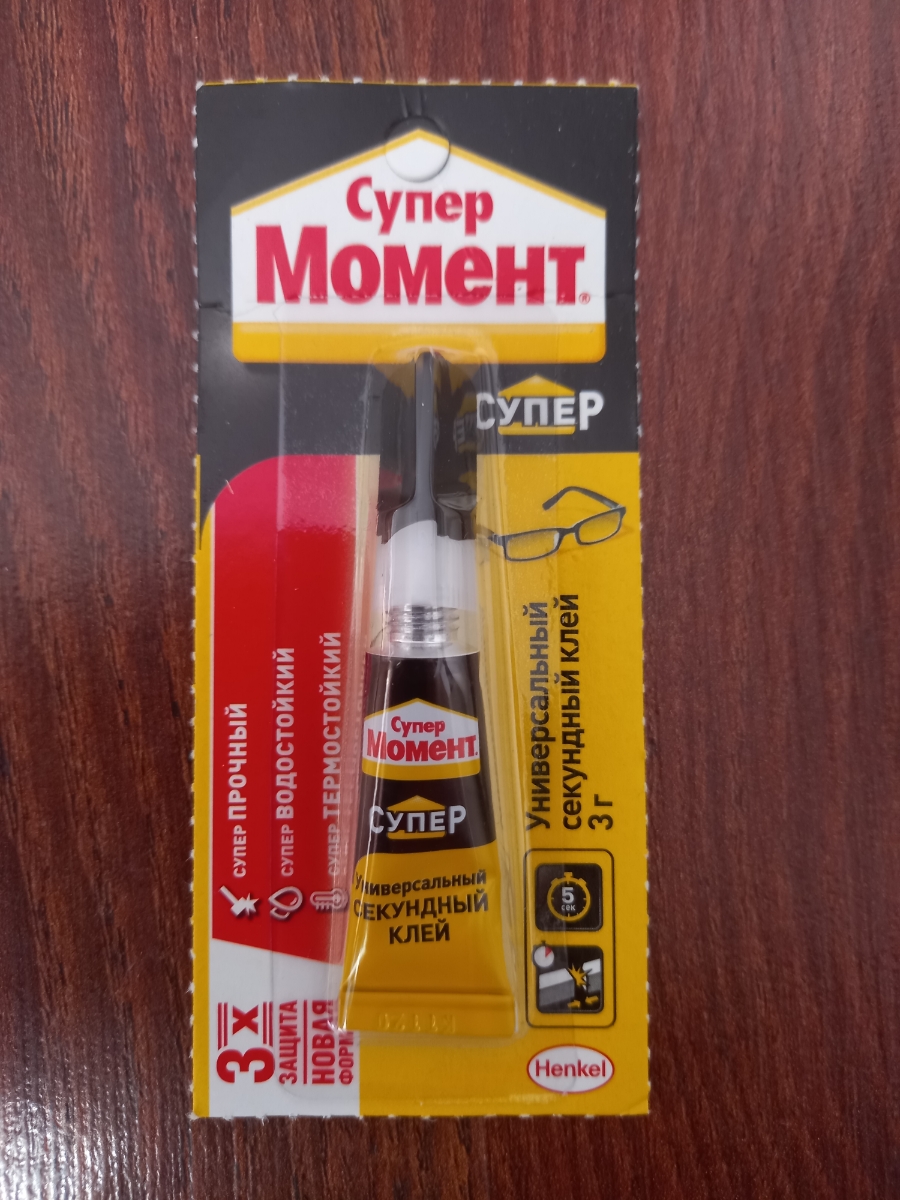 Супер
Момент®
СУПЕР
СУПЕР ПРОЧНЫЙ
СУПЕР ВОДОСТОЙКИЙ
СУПЕР ТЕРМОСТОЙКИЙ
Универсальный
секундный клей
3 г
Супер
Момент
СУПЕР
Универсальный
СЕКУНДНЫЙ
КЛЕЙ
5
сек
3х
ЗАЩИТА
НОВАЯ
Henkel